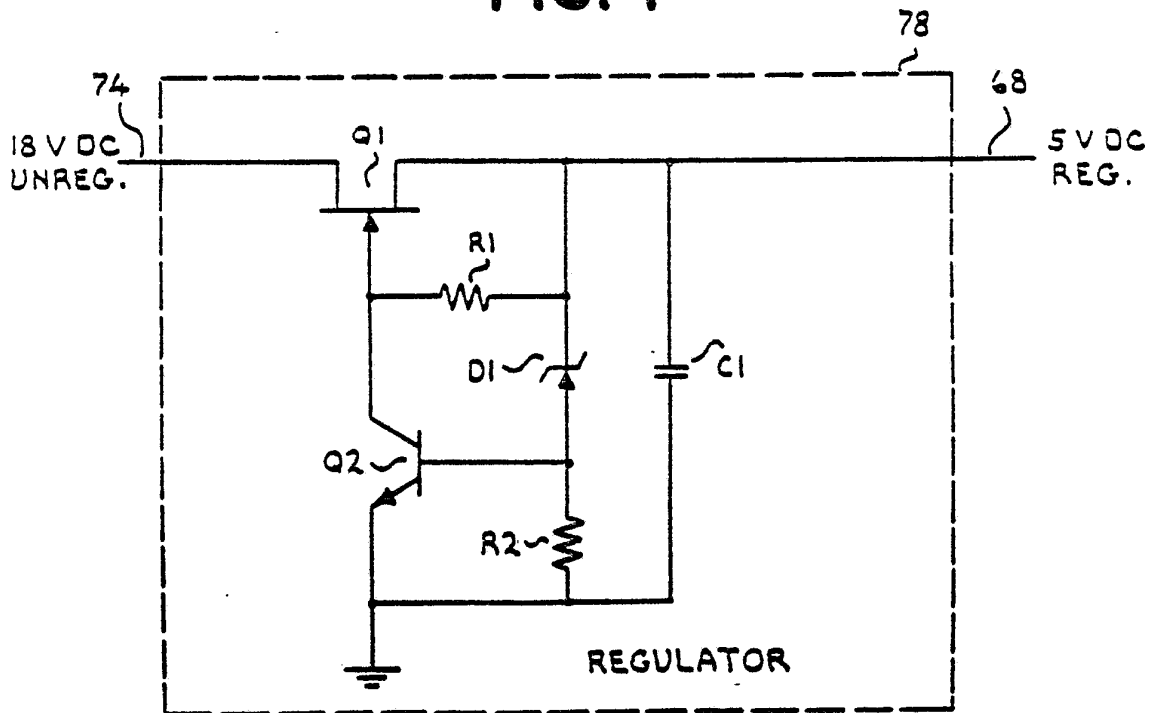 78
74
68
18 V DC
UNREG.
Q1
5 V DC
REG.
R1
D1
C1
Q2
R2
REGULATOR